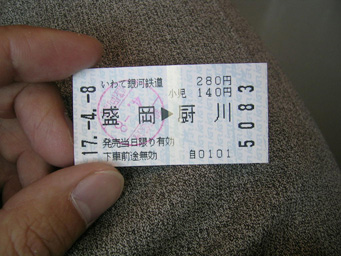 いわて銀河鉄道 280円
小児 140円
盛岡▶厨川
発売当日限り有効
下車前途無効 自0101
17.-4.-8
5083